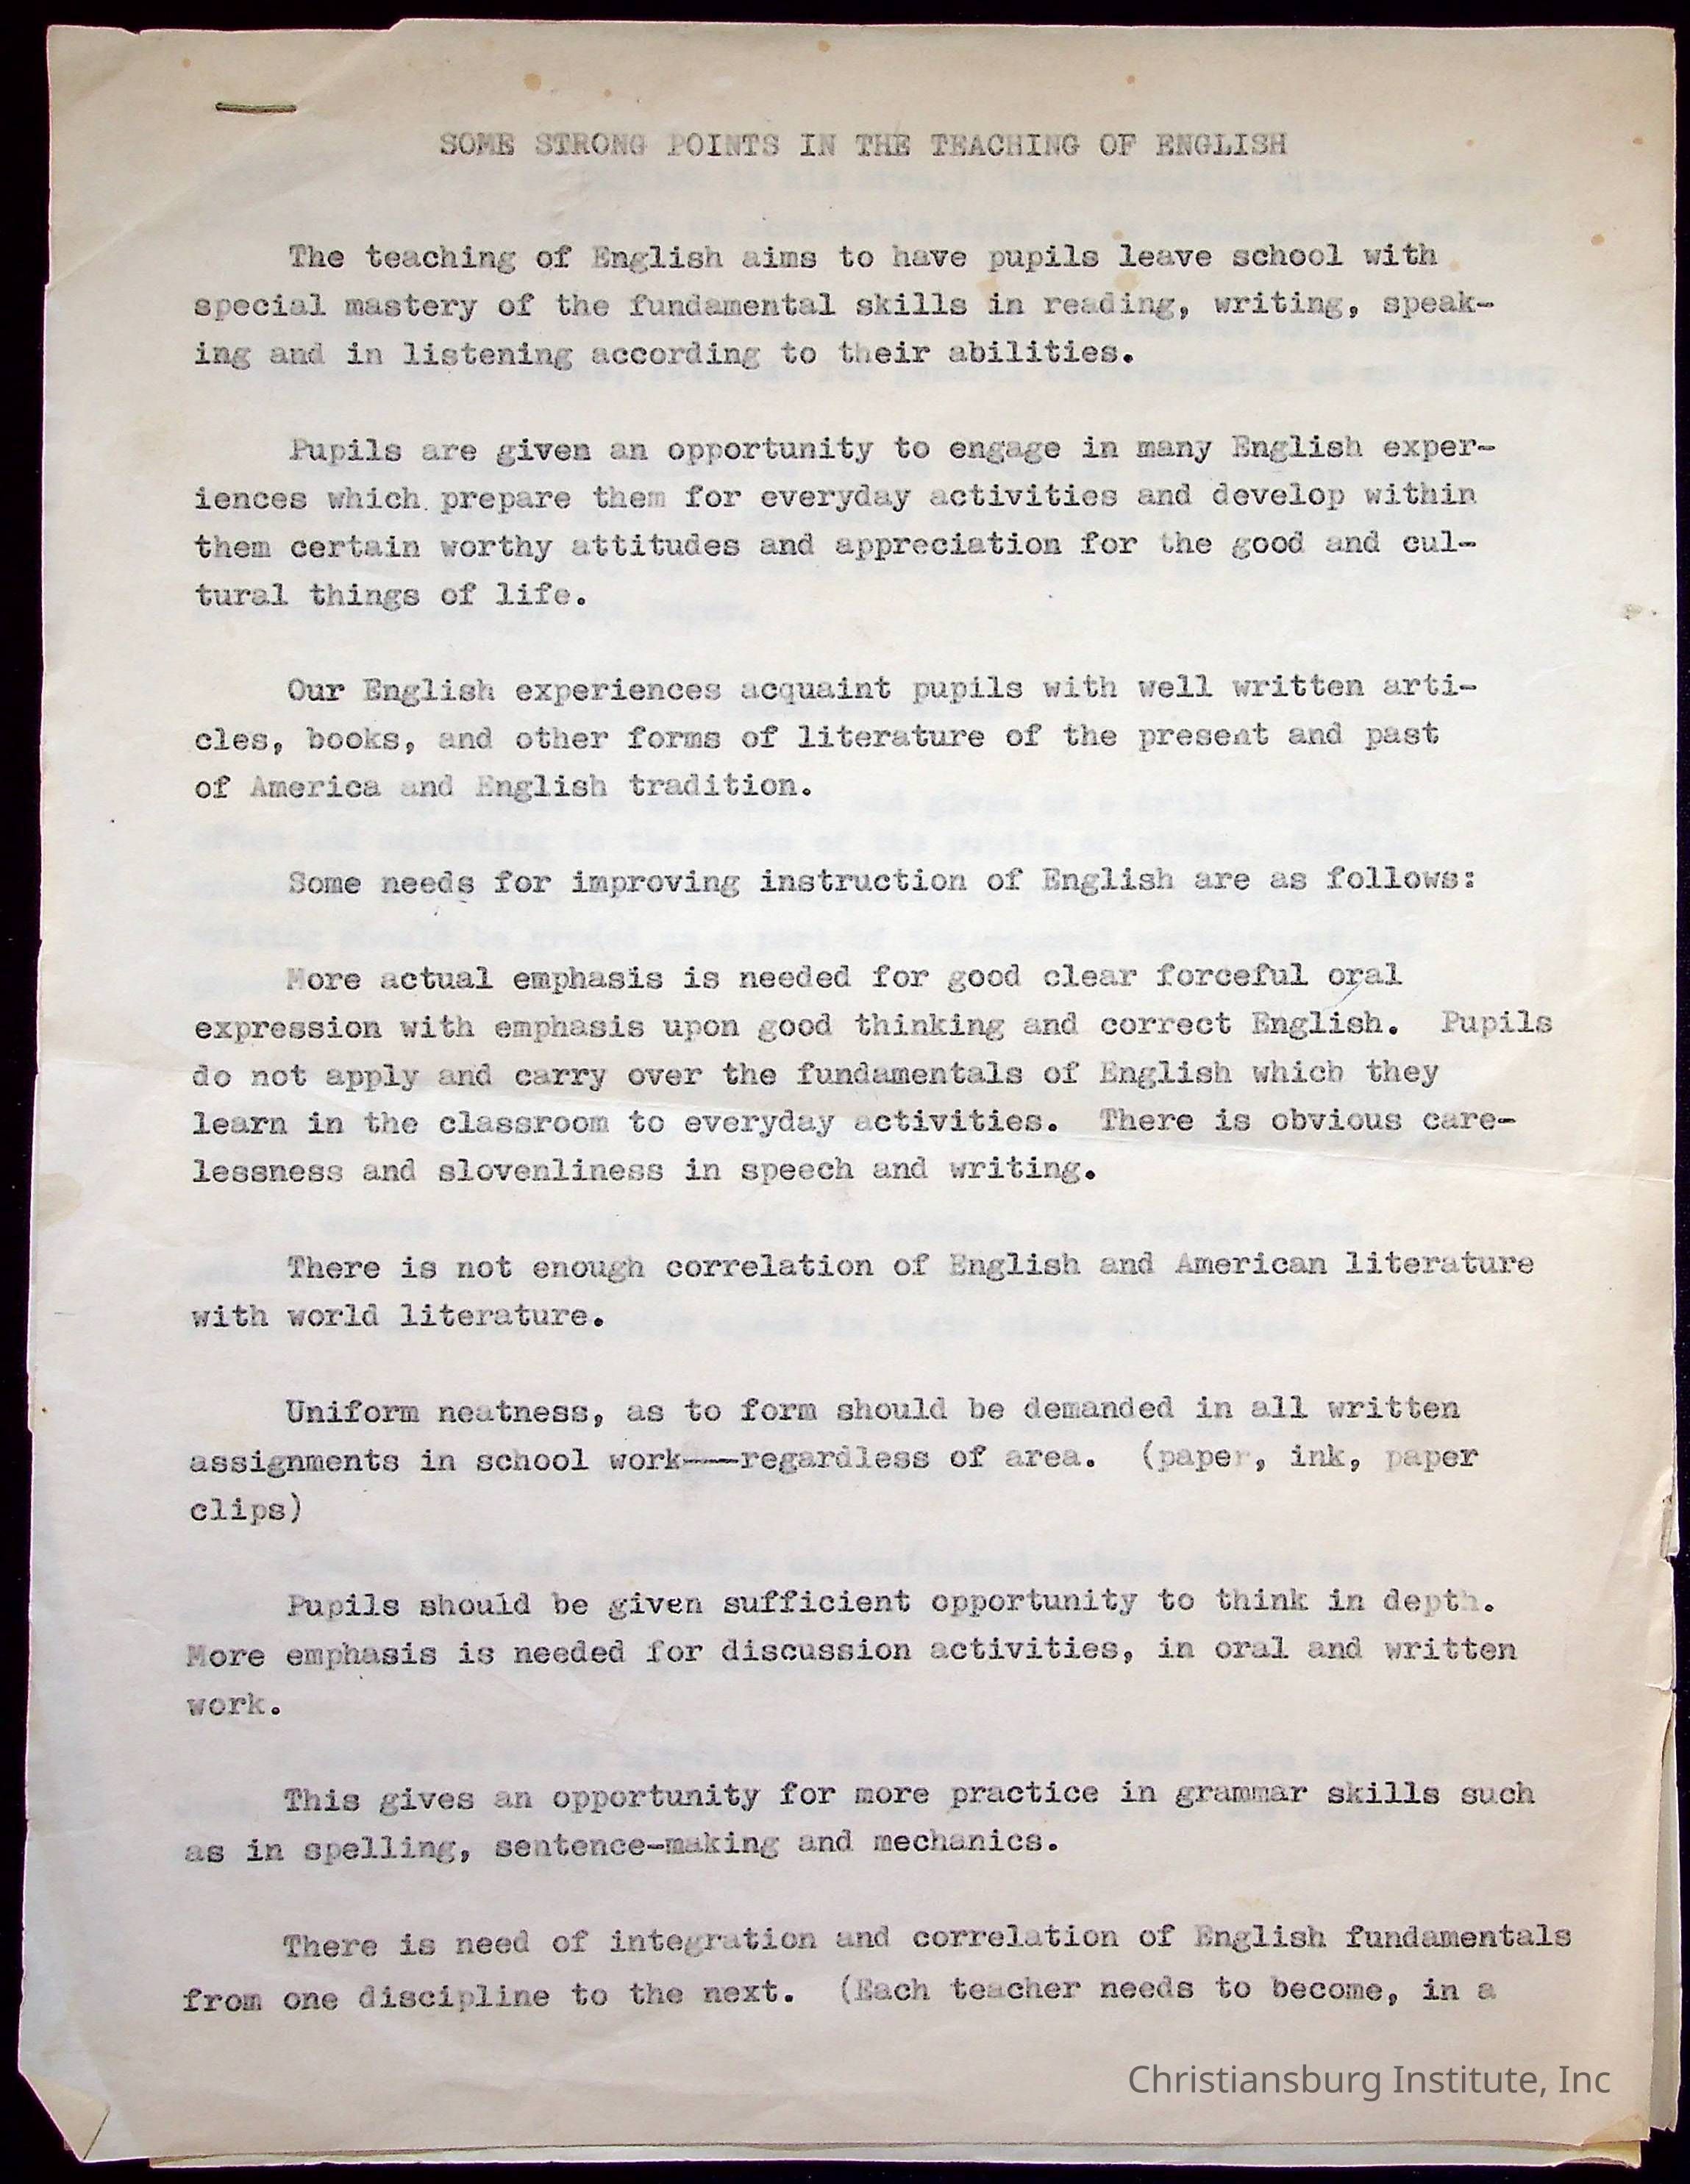 SOME STRONG POINTS IN THE TEACHING OF ENGLISH
The teaching of English aims to have pupils leave school with
special mastery of the fundamental skills in reading, writing, speak-
ing and in listening according to their abilities.
Pupils are given an opportunity to engage in many English exper-
iences which prepare them for everyday activities and develop within
them certain worthy attitudes and appreciation for the good and cul-
tural things of life.
Our English experiences acquaint pupils with well written arti-
cles, books, and other forms of literature of the present and past
of America and English tradition.
Some needs for improving instruction of English are as follows:
More actual emphasis is needed for good clear forceful oral
expression with emphasis upon good thinking and correct English. Pupils
do not apply and carry over the fundamentals of English which they
learn in the classroom to everyday activities. There is obvious care-
lessness and slovenliness in speech and writing.
There is not enough correlation of English and American literature
with world literature.
Uniform neatness, as to form should be demanded in all written
assignments in school work---regardless of area. (paper, ink, paper
clips)
Pupils should be given sufficient opportunity to think in depth.
More emphasis is needed for discussion activities, in oral and written
work.
This gives an opportunity for more practice in grammar skills such
as in spelling, sentence-making and mechanics.
There is need of integration and correlation of English fundamentals
from one discipline to the next. (Each teacher needs to become, in a
Christiansburg Institute, Inc